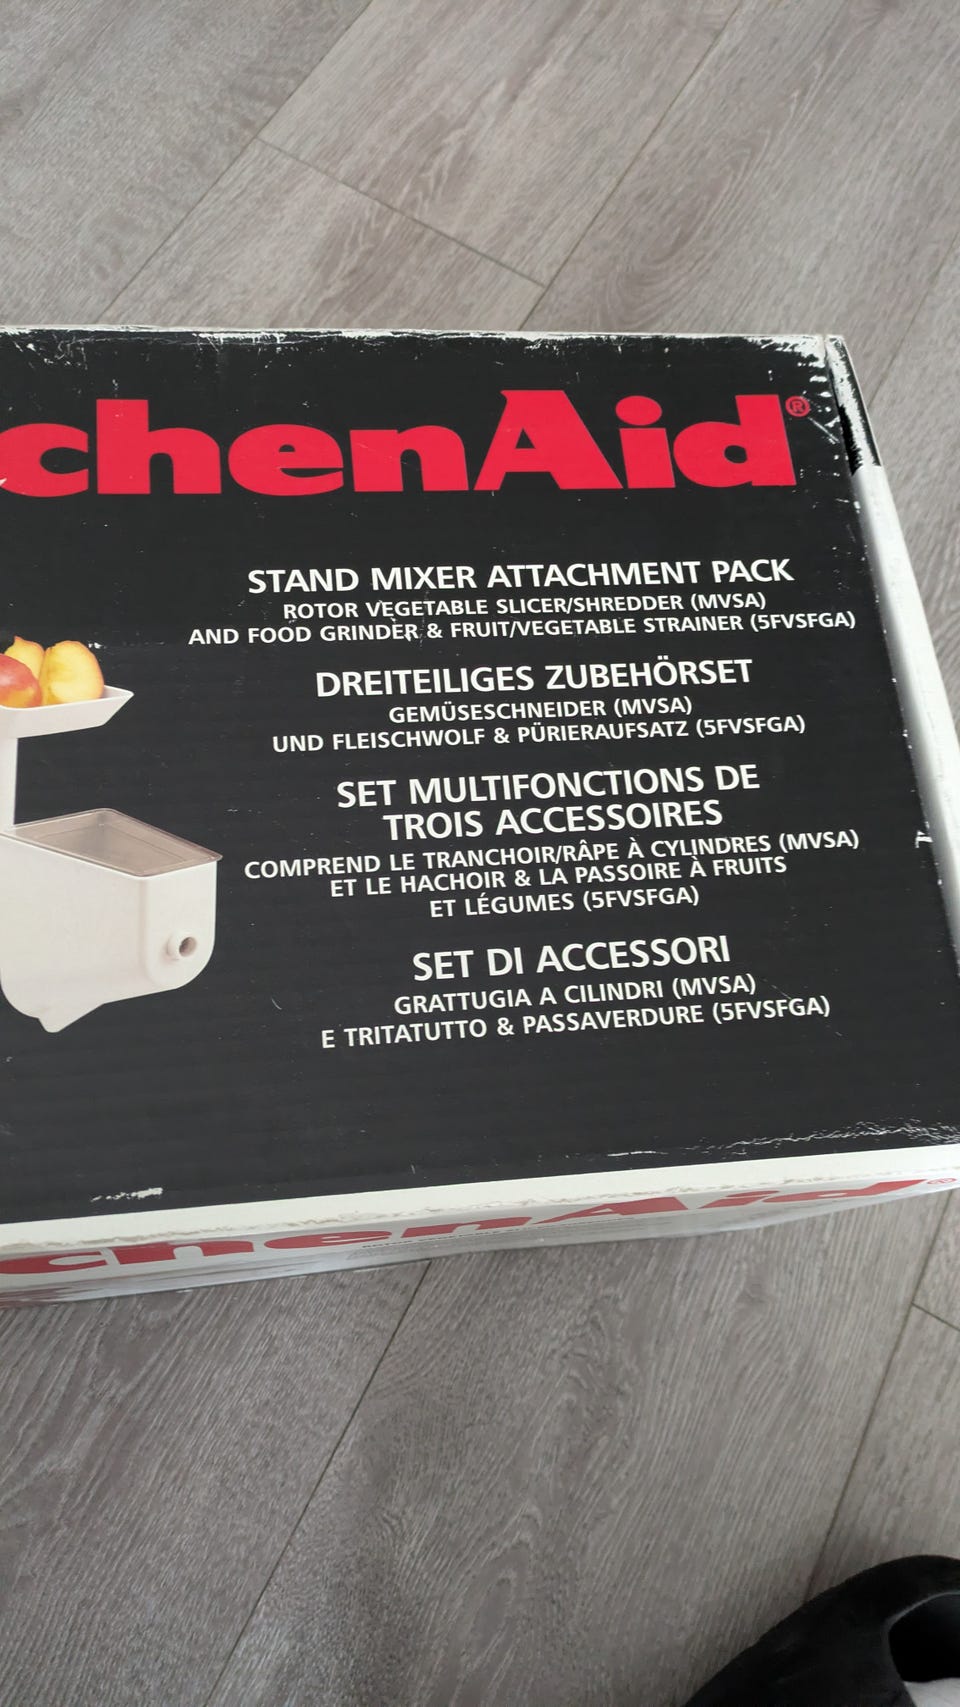 chenAid®
STAND MIXER ATTACHMENT PACK
ROTOR VEGETABLE SLICER/SHREDDER (MVSA)
AND FOOD GRINDER & FRUIT/VEGETABLE STRAINER (5FVSFGA)
DREITEILIGES ZUBEHÖRSET
GEMÜSESCHNEIDER (MVSA)
UND FLEISCHWOLF & PÜRIERAUFSATZ (5FVSFGA)
SET MULTIFONCTIONS DE
TROIS ACCESSOIRES
COMPREND LE TRANCHOIR/RÂPE À CYLINDRES (MVSA)
ET LE HACHOIR & LA PASSOIRE À FRUITS
ET LÉGUMES (5FVSFGA)
SET DI ACCESSORI
GRATTUGIA A CILINDRI (MVSA)
E TRITATUTTO & PASSAVERDURE (5FVSFGA)
chenAid®